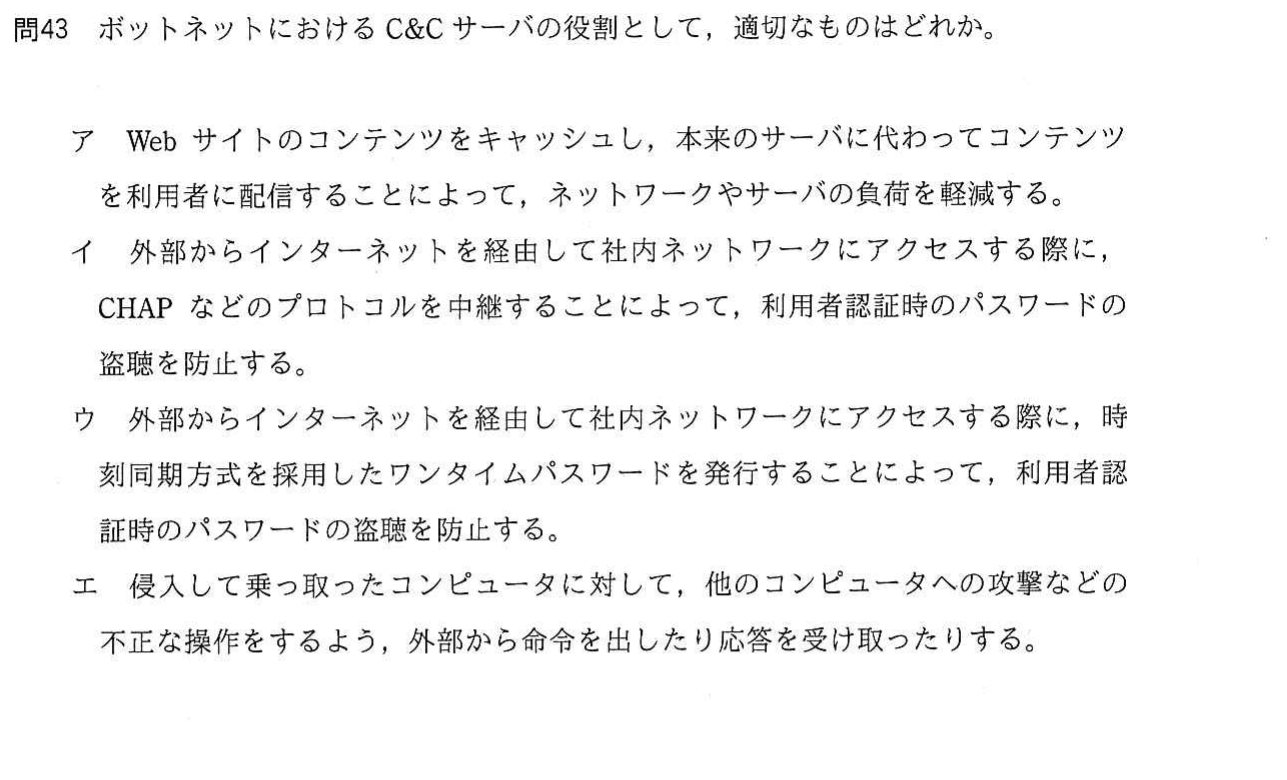 問43 ボットネットにおける C&C サーバの役割として，適切なものはどれか。
ア Web サイトのコンテンツをキャッシュし，本来のサーバに代わってコンテンツ
を利用者に配信することによって，ネットワークやサーバの負荷を軽減する。
イ 外部からインターネットを経由して社内ネットワークにアクセスする際に，
CHAP などのプロトコルを中継することによって，利用者認証時のパスワードの
盗聴を防止する。
ウ 外部からインターネットを経由して社内ネットワークにアクセスする際に，時
刻同期方式を採用したワンタイムパスワードを発行することによって，利用者認
証時のパスワードの盗聴を防止する。
エ 侵入して乗っ取ったコンピュータに対して，他のコンピュータへの攻撃などの
不正な操作をするよう，外部から命令を出したり応答を受け取ったりする。